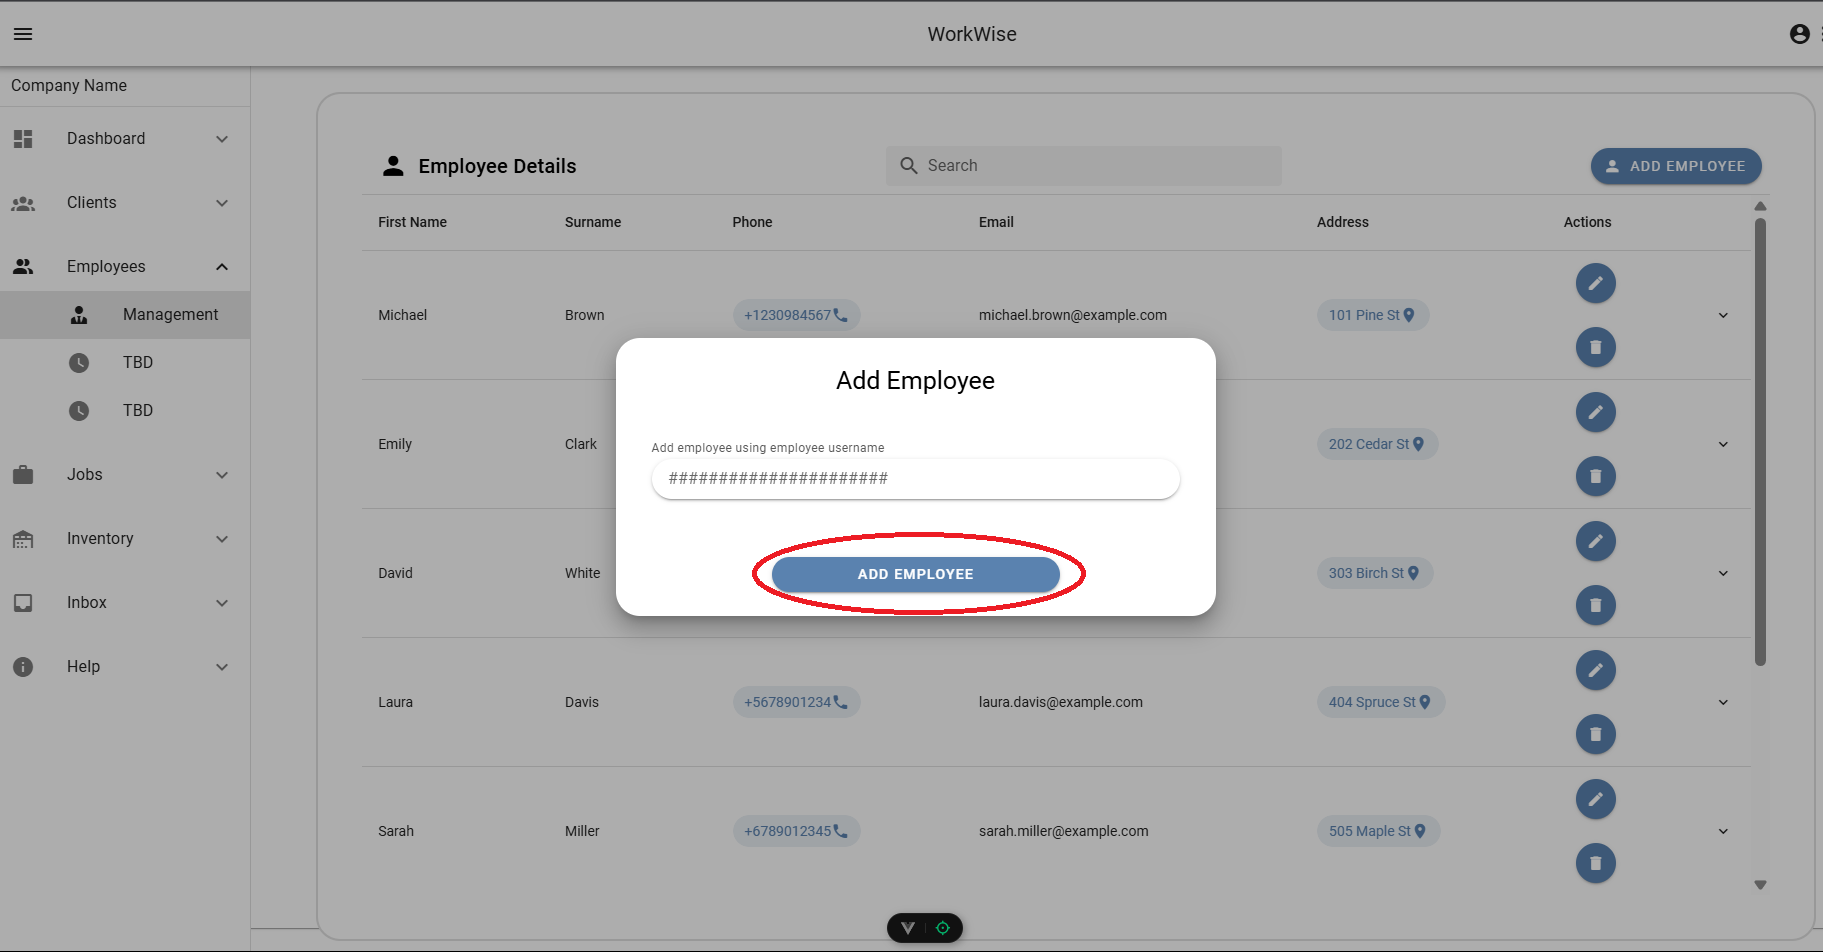 WorkWise
Company Name
Dashboard
Clients
Employees
Management
TBD
TBD
Jobs
Inventory
Inbox
Help
Employee Details
Search
ADD EMPLOYEE
First Name Surname Phone Email Address Actions
Michael Brown +1230984567 michael.brown@example.com 101 Pine St
Emily Clark 202 Cedar St
David White 303 Birch St
Laura Davis +5678901234 laura.davis@example.com 404 Spruce St
Sarah Miller +6789012345 sarah.miller@example.com 505 Maple St
Add Employee
Add employee using employee username
######################
ADD EMPLOYEE